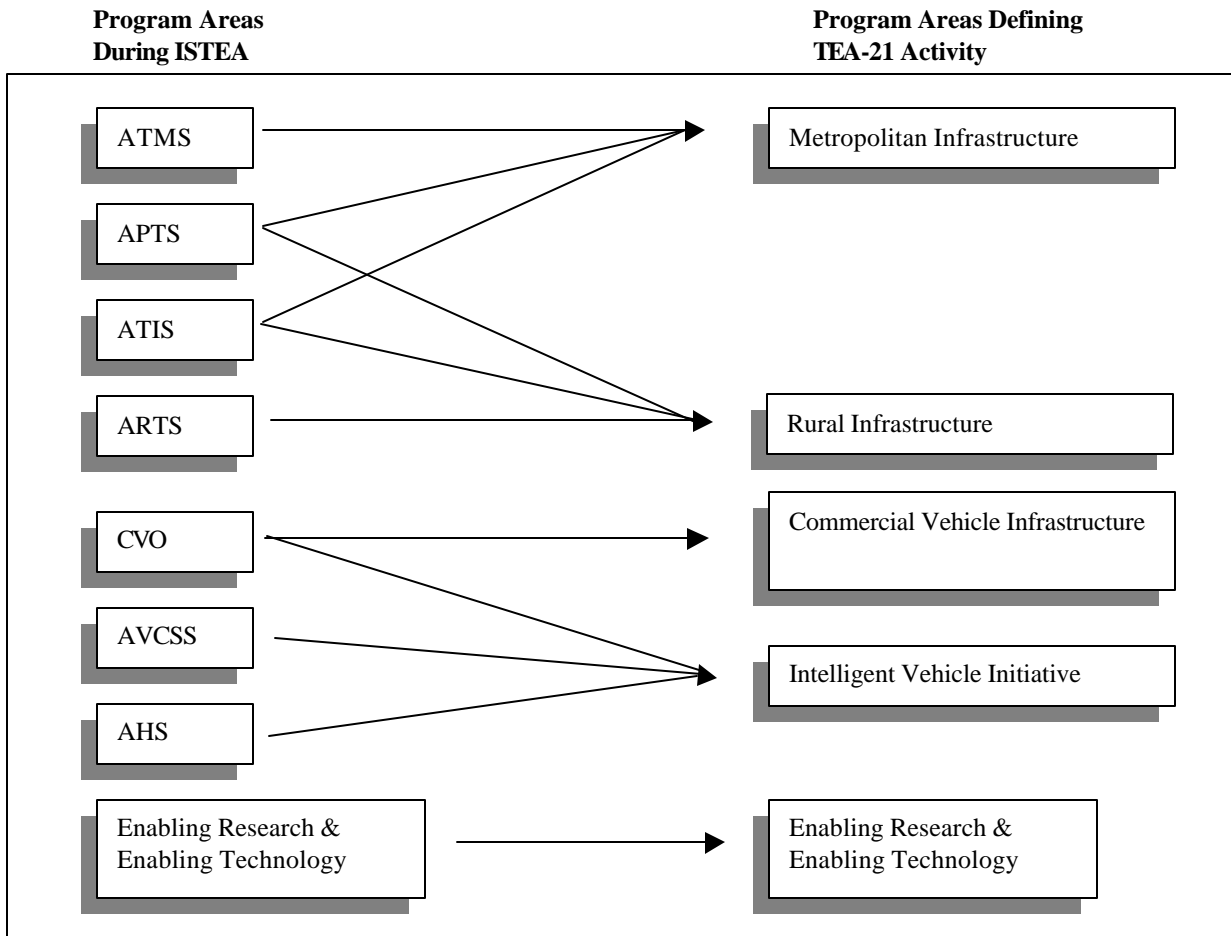 Program Areas
During ISTEA
Program Areas Defining
TEA-21 Activity
ATMS
Metropolitan Infrastructure
APTS
ATIS
ARTS
Rural Infrastructure
CVO
Commercial Vehicle Infrastructure
AVCSS
Intelligent Vehicle Initiative
AHS
Enabling Research &
Enabling Technology
Enabling Research &
Enabling Technology